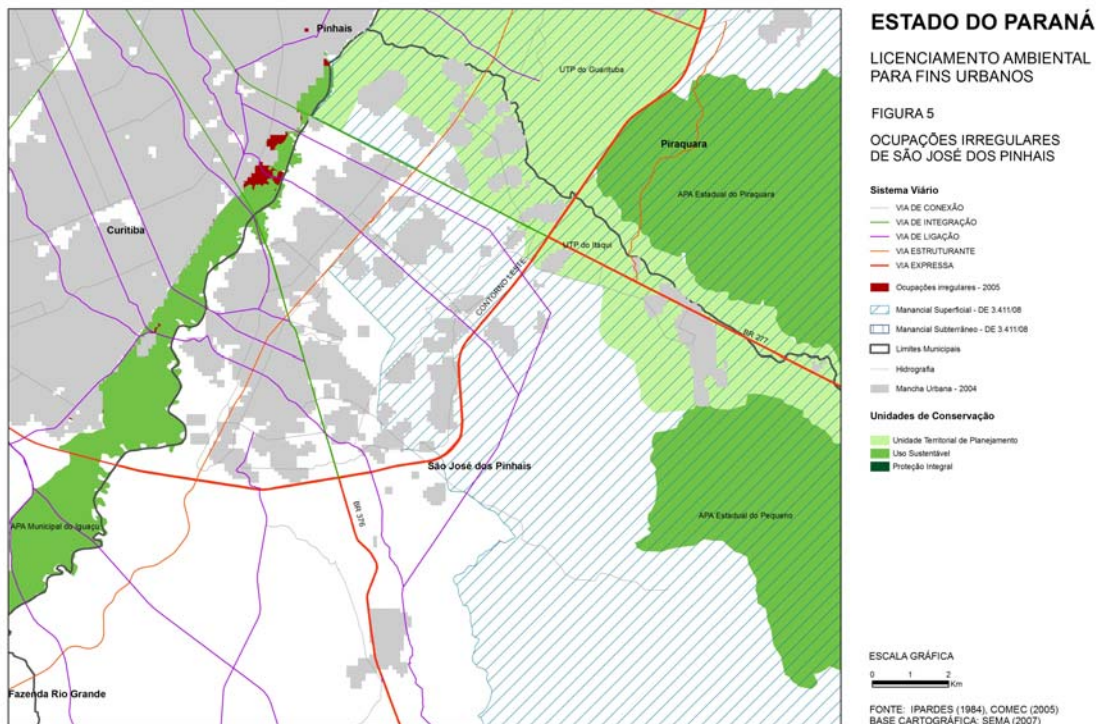 Pinhais
UTP do Guarituba
Piraquara
APA Estadual do Piraquara
Curitiba
UTP do Itaqui
CONTORNO LESTE
BR 277
São José dos Pinhais
BR 376
APA Estadual do Pequeno
APA Municipal do Iguaçu
Fazenda Rio Grande
ESTADO DO PARANÁ
LICENCIAMENTO AMBIENTAL
PARA FINS URBANOS
FIGURA 5
OCUPAÇÕES IRREGULARES
DE SÃO JOSÉ DOS PINHAIS
Sistema Viário
VIA DE CONEXÃO
VIA DE INTEGRAÇÃO
VIA DE LIGAÇÃO
VIA ESTRUTURANTE
VIA EXPRESSA
Ocupações irregulares - 2005
Manancial Superficial - DE 3.411/08
Manancial Subterrâneo - DE 3.411/08
Limites Municipais
Hidrografia
Mancha Urbana - 2004
Unidades de Conservação
Unidade Territorial de Planejamento
Uso Sustentável
Proteção Integral
ESCALA GRÁFICA
0 1 2
Km
FONTE: IPARDES (1984), COMEC (2005)
BASE CARTOGRÁFICA: SEMA (2007)